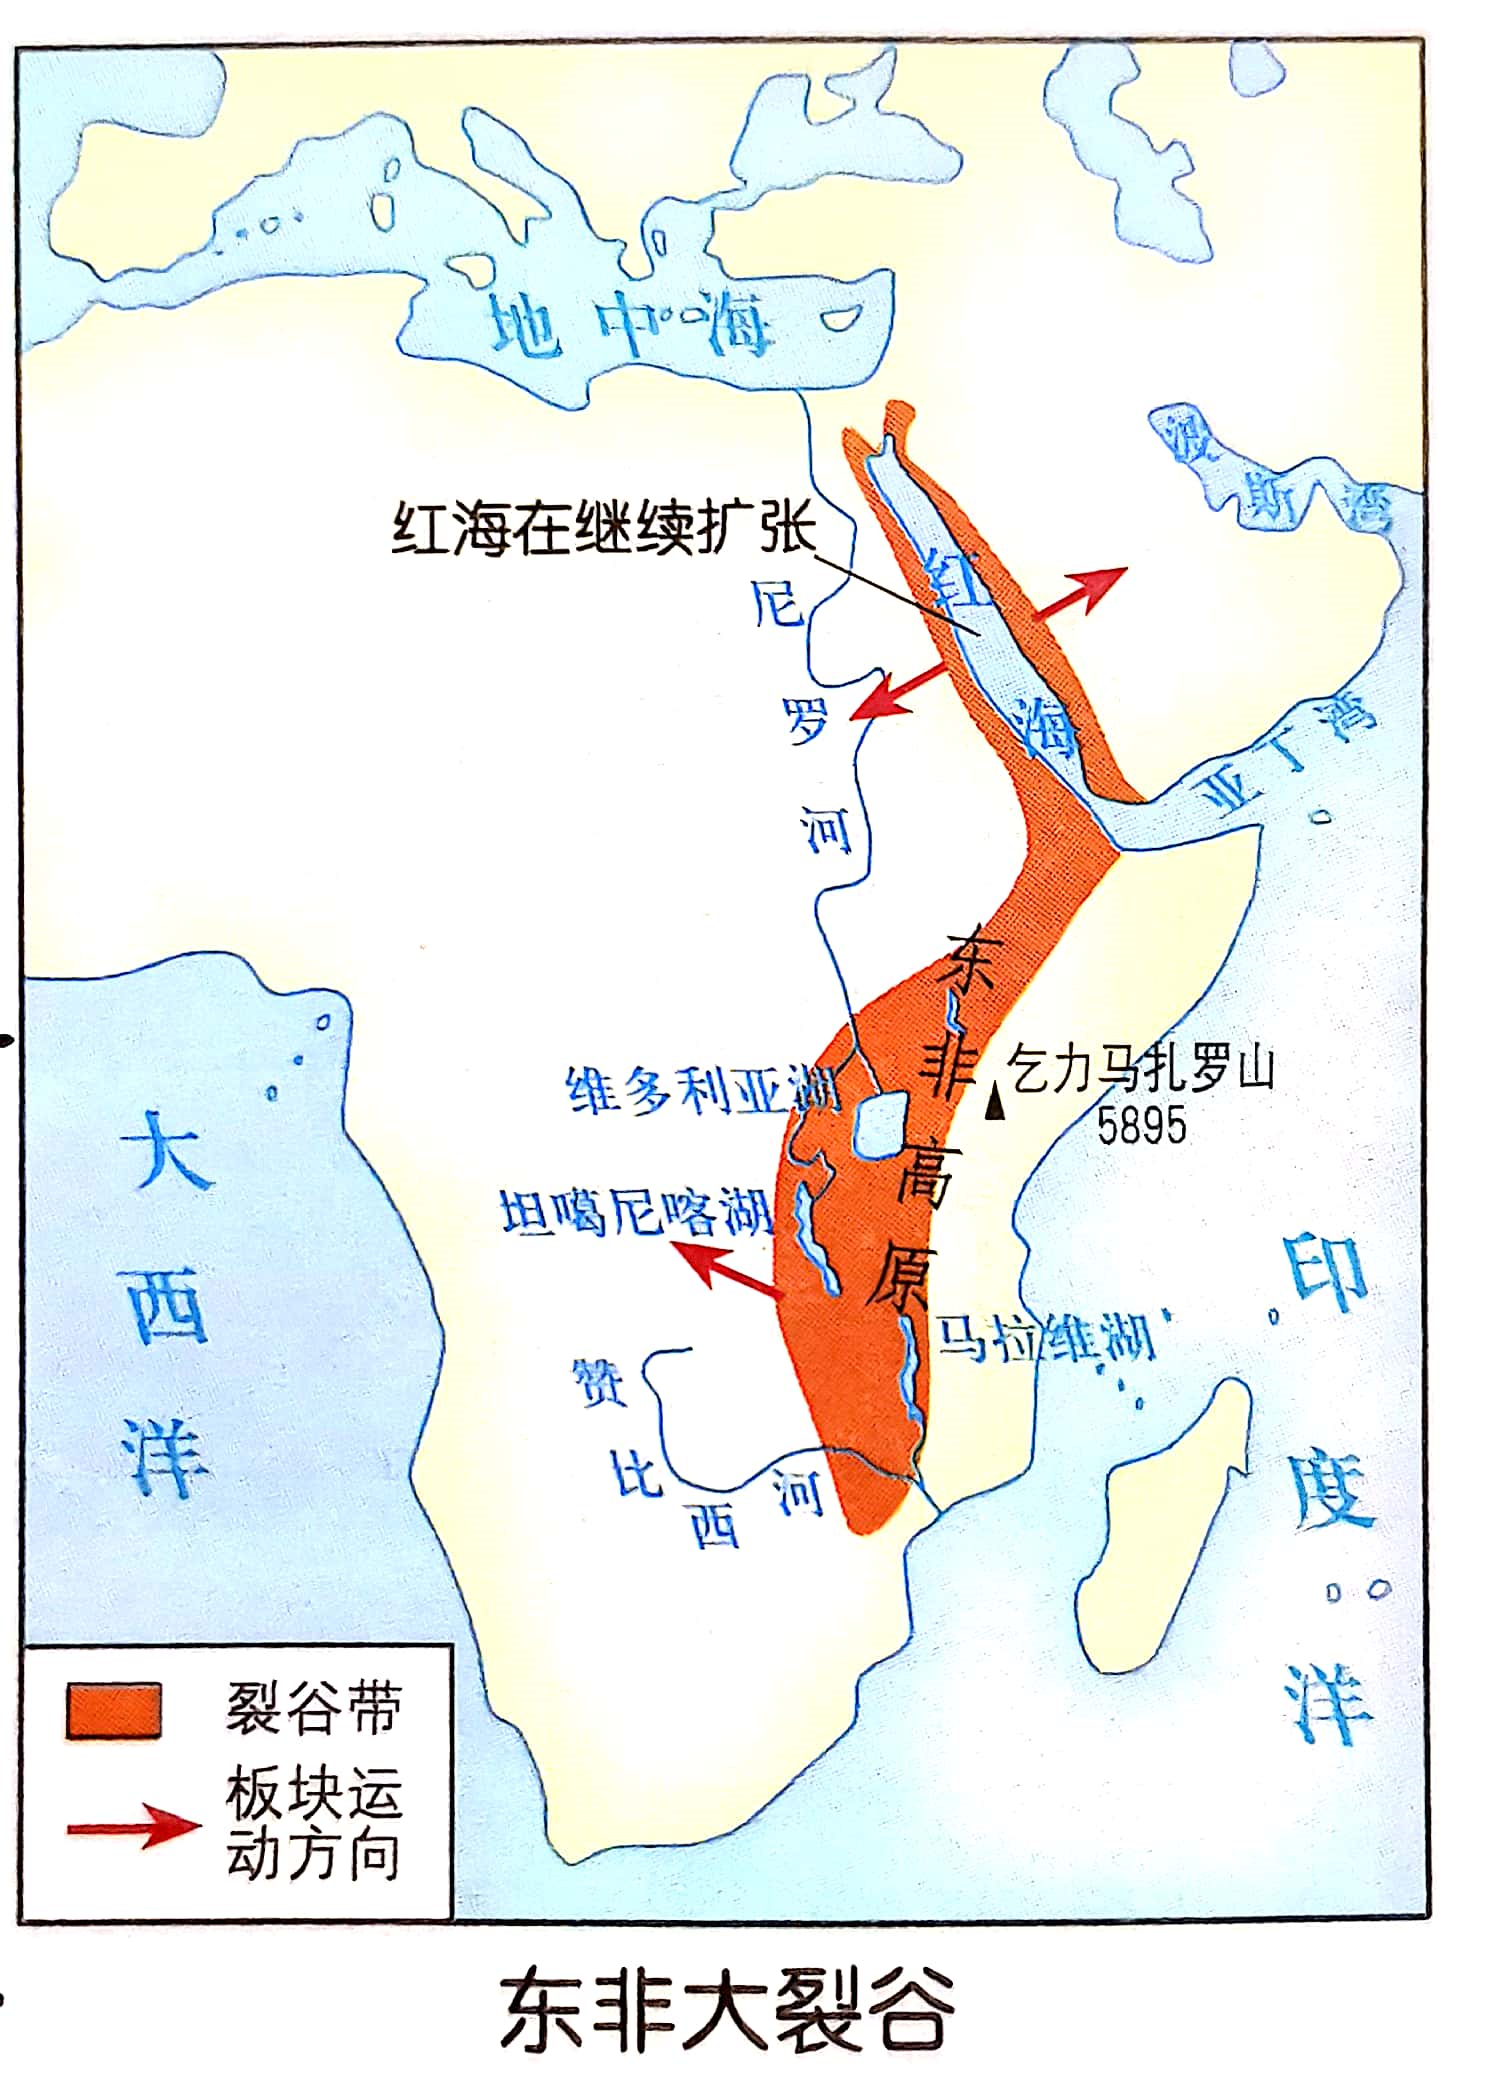 地中海
波斯湾
红海在继续扩张
红海
尼罗河
亚丁湾
东非高原
乞力马扎罗山
5895
维多利亚湖
坦噶尼喀湖
马拉维湖
赞比西河
大西洋
印度洋
裂谷带
板块运
动方向
东非大裂谷